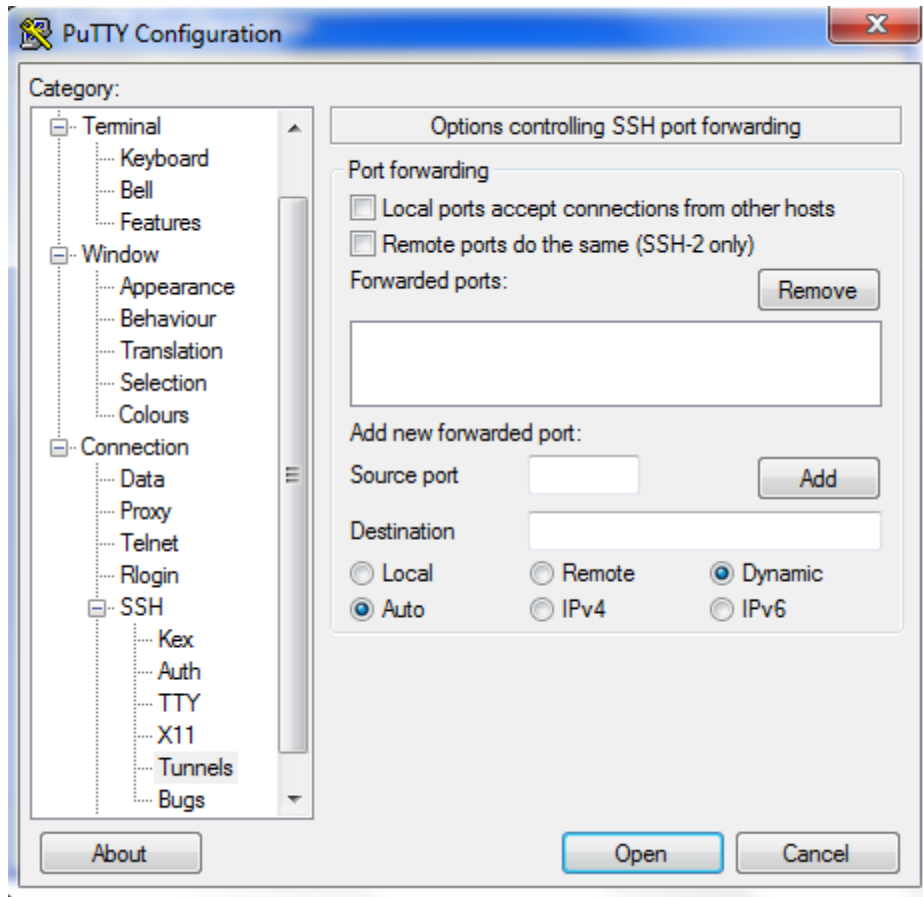 PuTTY Configuration
Category:
Terminal
Keyboard
Bell
Features
Window
Appearance
Behaviour
Translation
Selection
Colours
Connection
Data
Proxy
Telnet
Rlogin
SSH
Kex
Auth
TTY
X11
Tunnels
Bugs
Options controlling SSH port forwarding
Port forwarding
Local ports accept connections from other hosts
Remote ports do the same (SSH-2 only)
Forwarded ports:
Remove
Add new forwarded port:
Source port
Add
Destination
Local Remote Dynamic
Auto IPv4 IPv6
About Open Cancel